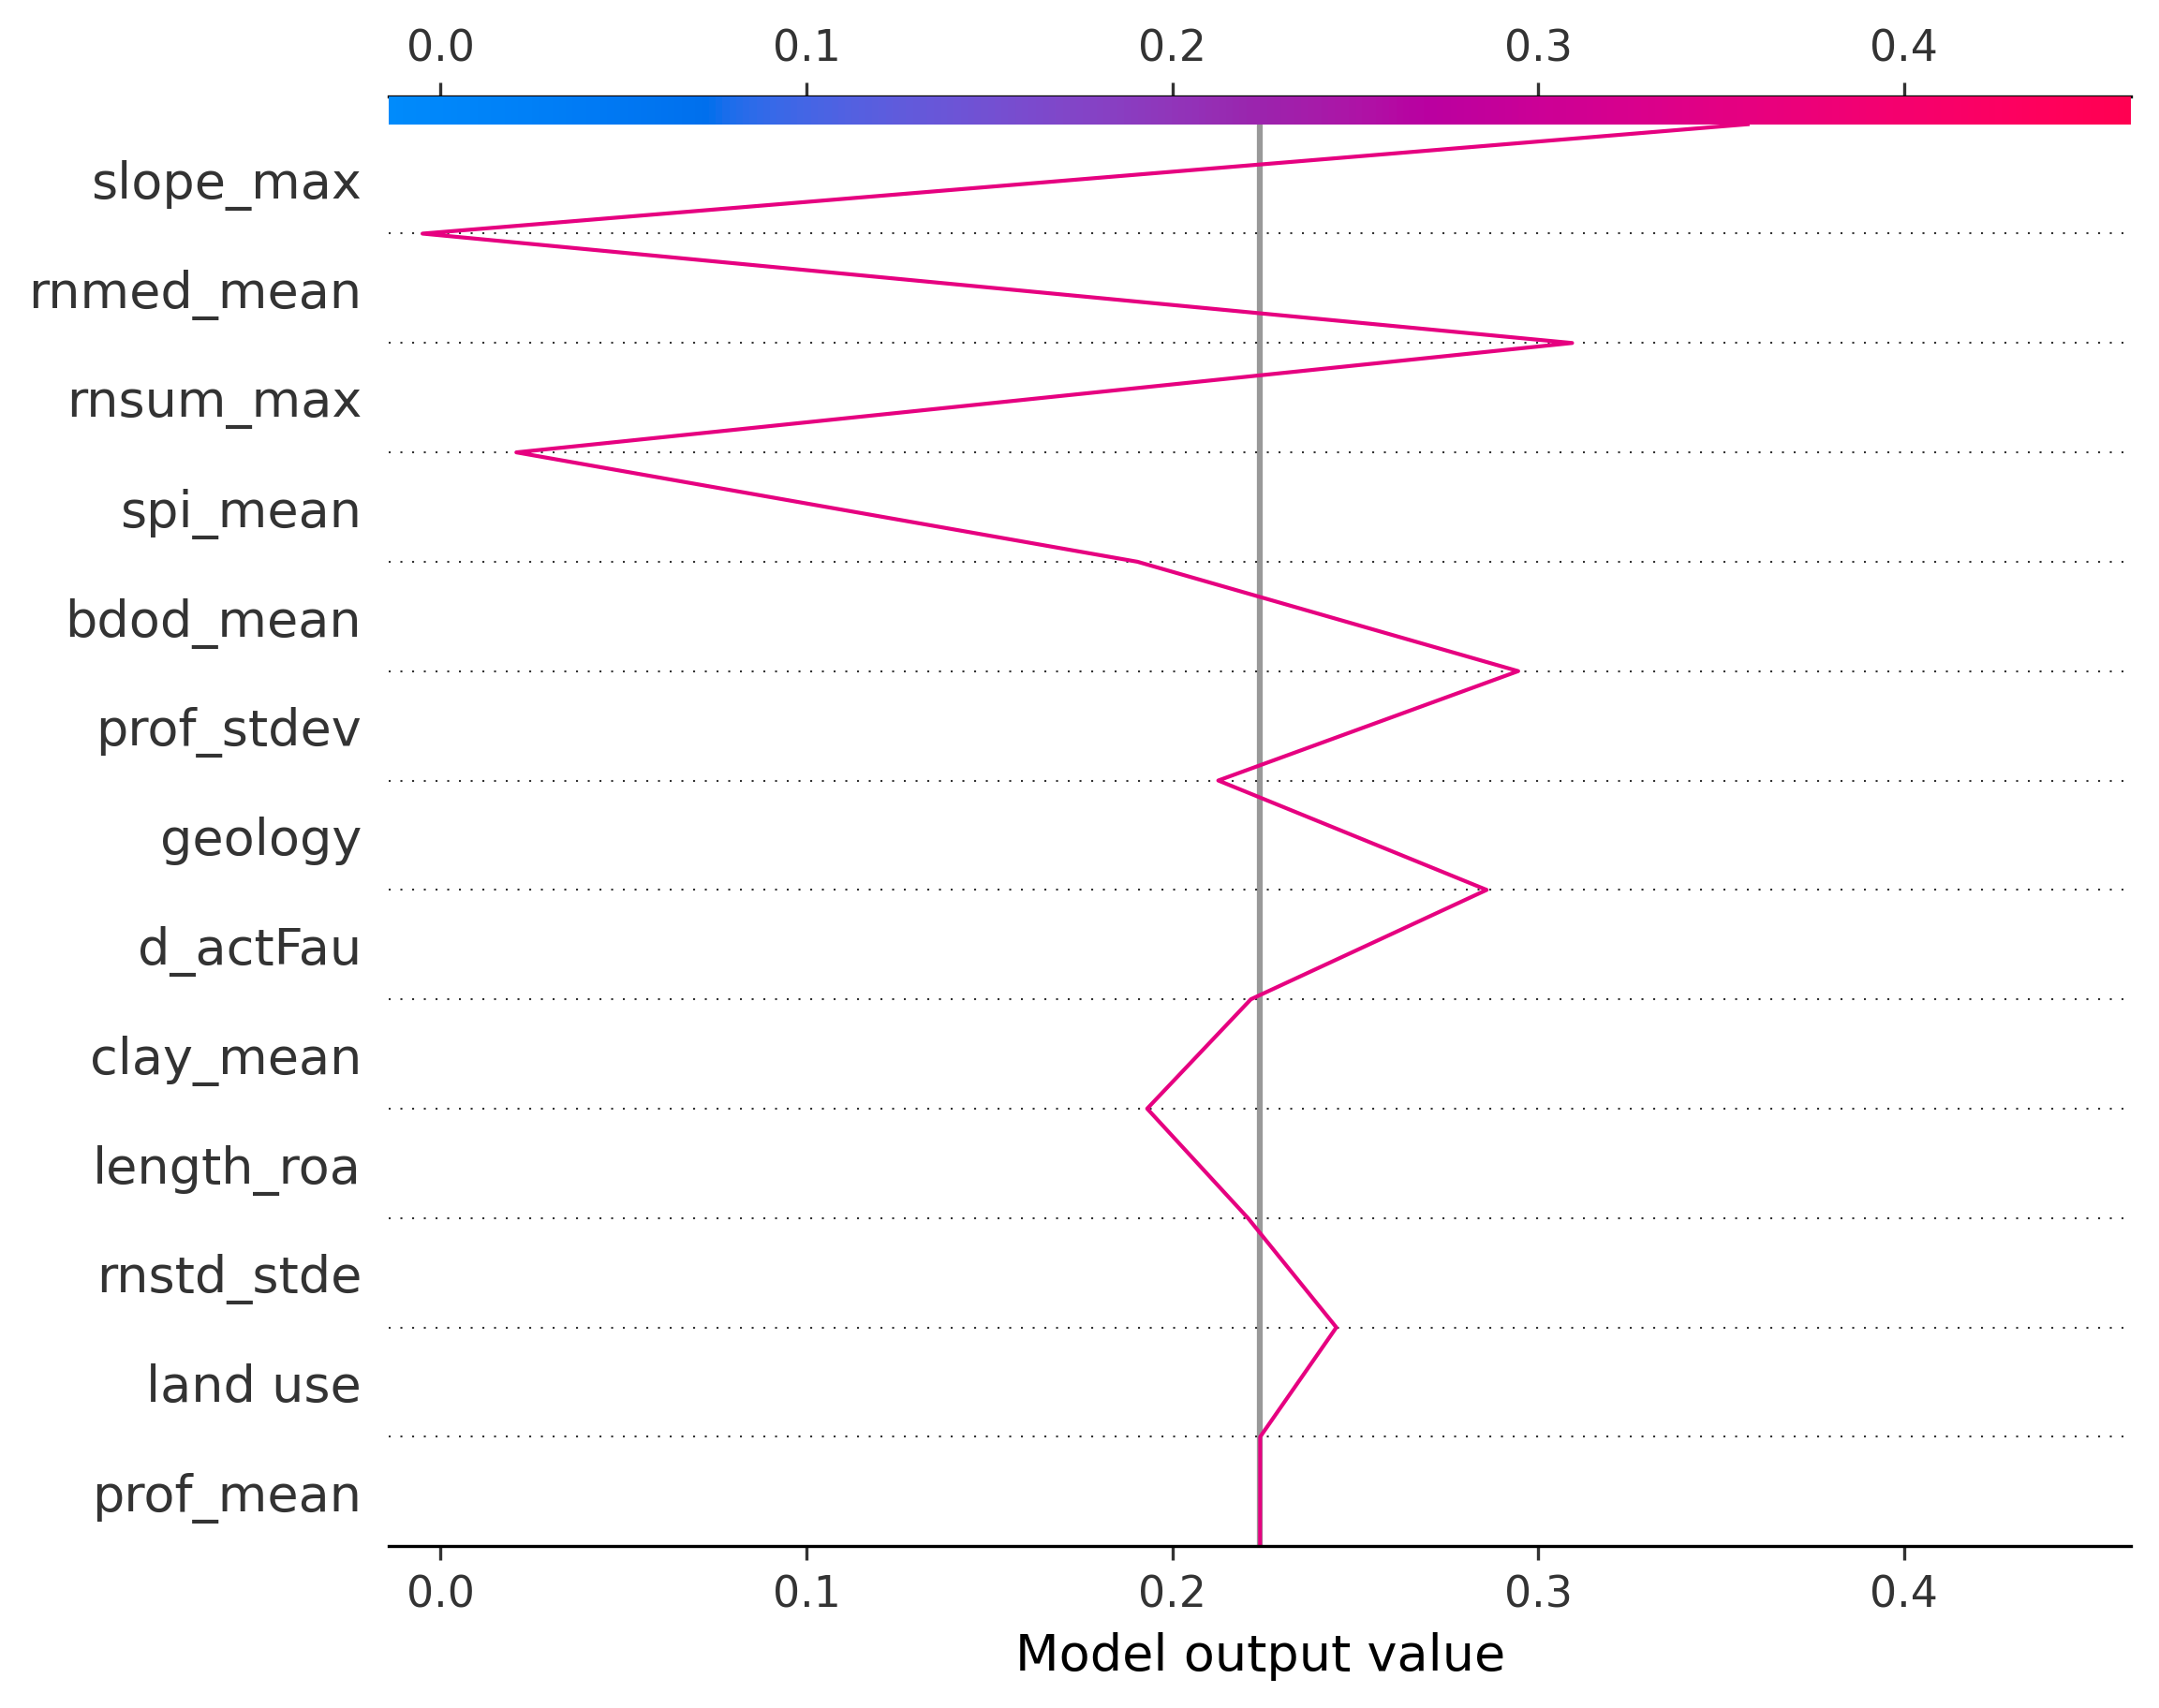 0.0 0.1 0.2 0.3 0.4
slope_max
rnmed_mean
rnsum_max
spi_mean
bdod_mean
prof_stdev
geology
d_actFau
clay_mean
length_roa
rnstd_stde
land use
prof_mean
0.0 0.1 0.2 0.3 0.4
Model output value